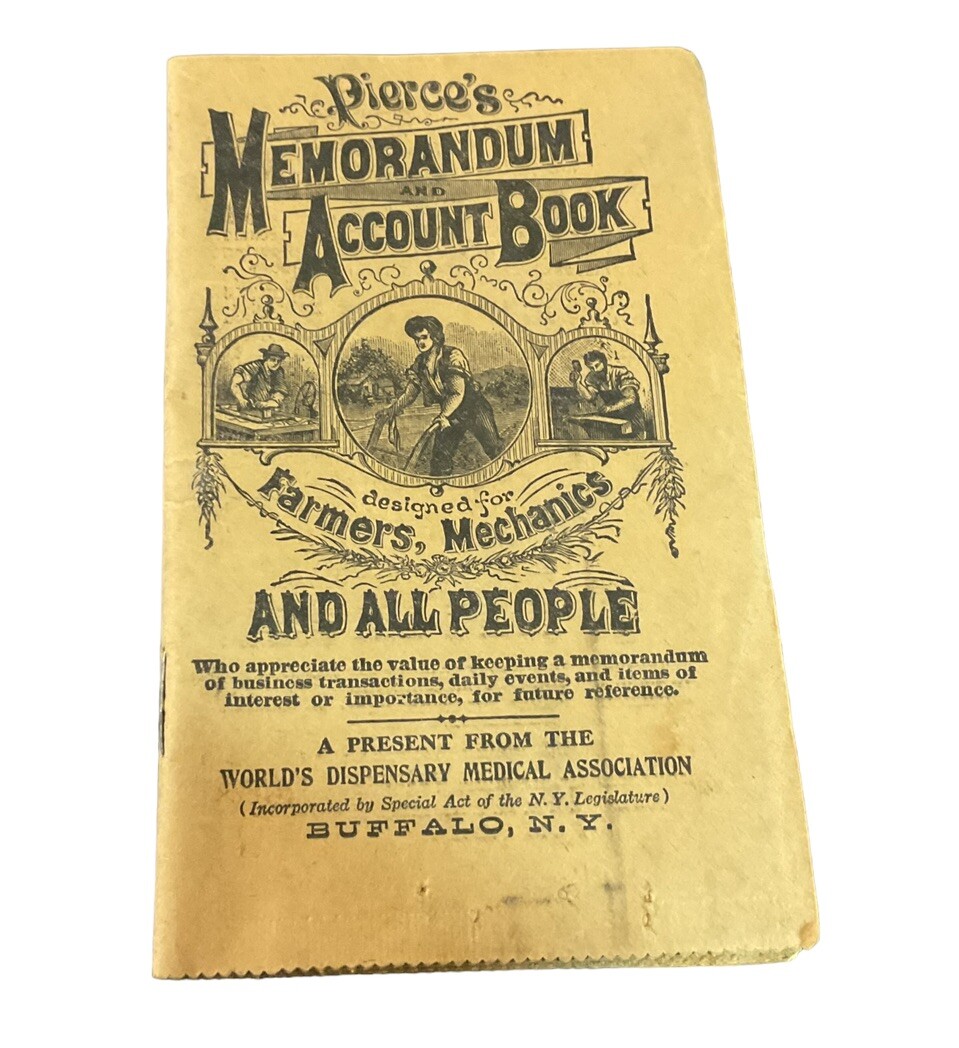 Pierce's
MEMORANDUM
AND
ACCOUNT BOOK
designed for
Farmers, Mechanics
AND ALL PEOPLE
Who appreciate the value of keeping a memorandum
of business transactions, daily events, and items of
interest or importance, for future reference.
A PRESENT FROM THE
WORLD'S DISPENSARY MEDICAL ASSOCIATION
(Incorporated by Special Act of the N. Y. Legislature)
BUFFALO, N. Y.